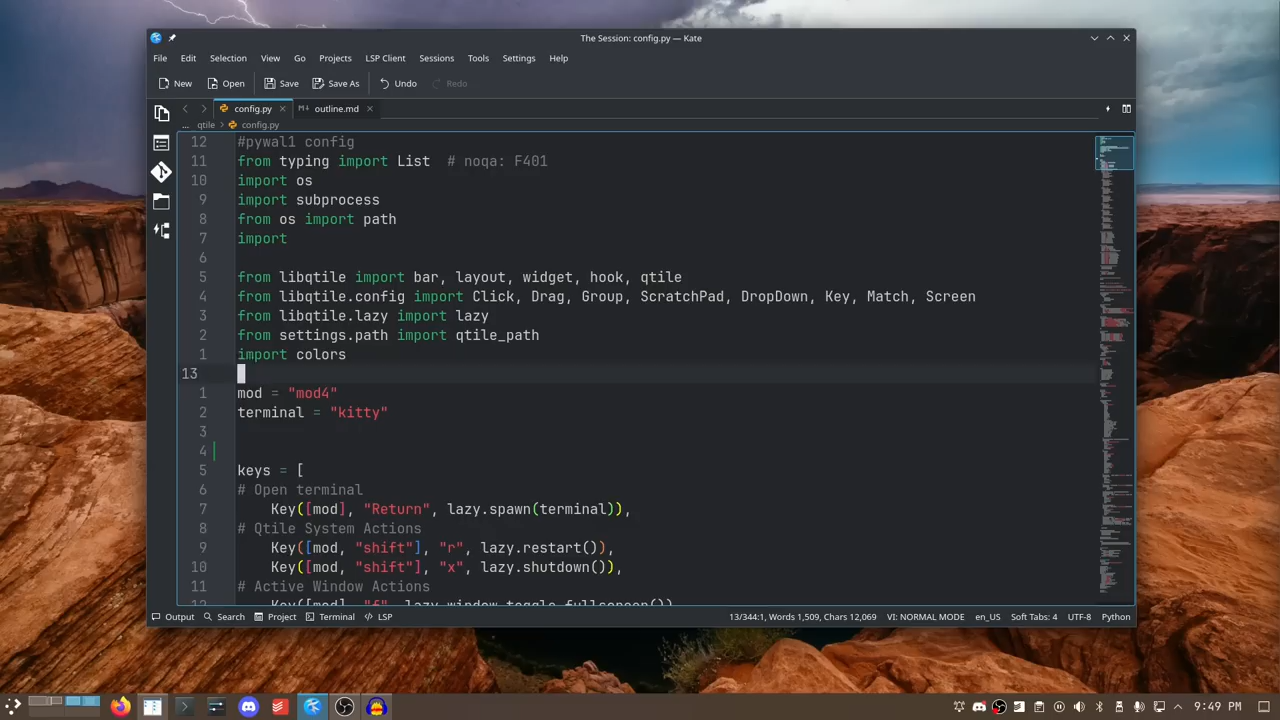 The Session: config.py — Kate
File Edit Selection View Go Projects LSP Client Sessions Tools Settings Help
New Open Save Save As Undo Redo
config.py outline.md
... qtile > config.py
12 #pywal1 config
11 from typing import List  # noqa: F401
10 import os
9 import subprocess
8 from os import path
7 import
6
5 from libqtile import bar, layout, widget, hook, qtile
4 from libqtile.config import Click, Drag, Group, ScratchPad, DropDown, Key, Match, Screen
3 from libqtile.lazy import lazy
2 from settings.path import qtile_path
1 import colors
13
1 mod = "mod4"
2 terminal = "kitty"
3
4
5 keys = [
6 # Open terminal
7     Key([mod], "Return", lazy.spawn(terminal)),
8 # Qtile System Actions
9     Key([mod, "shift"], "r", lazy.restart()),
10     Key([mod, "shift"], "x", lazy.shutdown()),
11 # Active Window Actions
12     Key([mod], "f", lazy.window.toggle_fullscreen()),
Output Search Project Terminal LSP 13/344:1, Words 1,509, Chars 12,069 VI: NORMAL MODE en_US Soft Tabs: 4 UTF-8 Python
9:49 PM